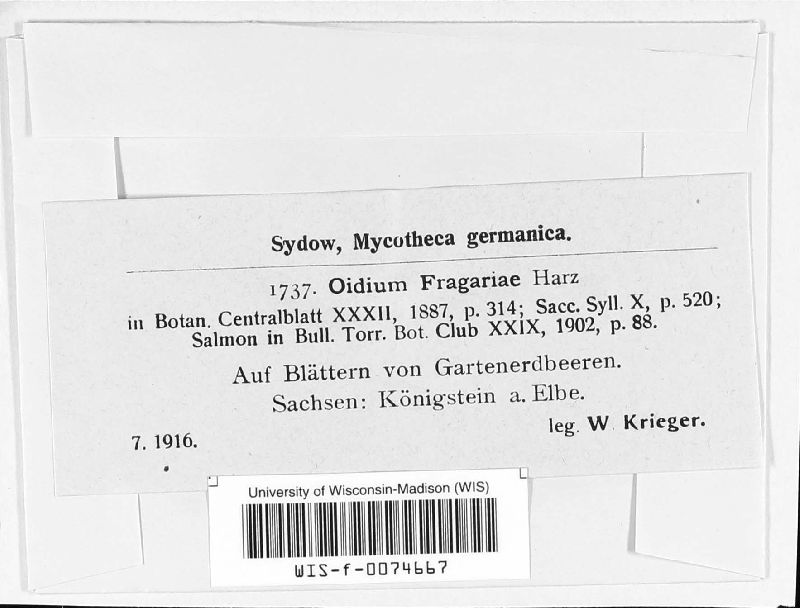 Sydow, Mycotheca germanica.
1737. Oidium Fragariae Harz
in Botan. Centralblatt XXXII, 1887, p. 314; Sacc. Syll. X, p. 520;
Salmon in Bull. Torr. Bot. Club XXIX, 1902, p. 88.
Auf Blättern von Gartenerdbeeren.
Sachsen: Königstein a. Elbe.
7. 1916.
leg. W Krieger.
University of Wisconsin-Madison (WIS)
WIS-f-0074667